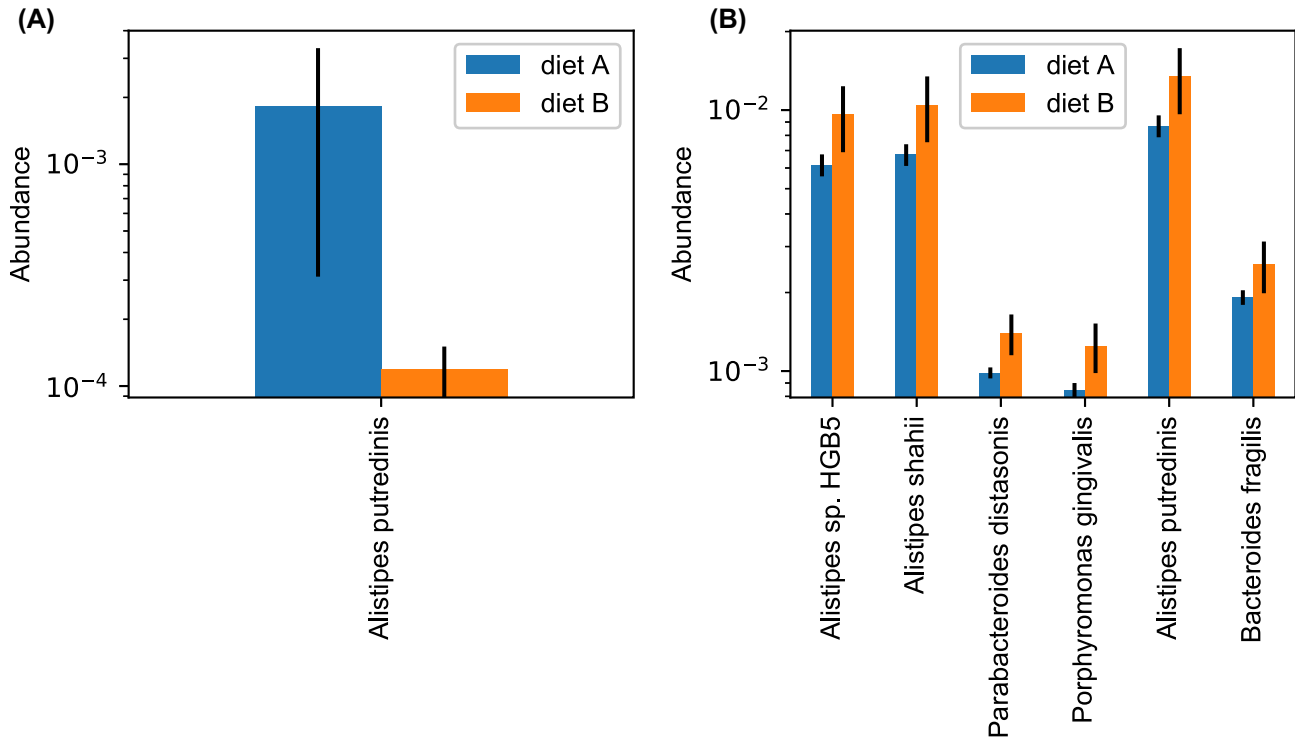 (A)
Abundance
10⁻³
10⁻⁴
diet A
diet B
Alistipes putredinis
(B)
Abundance
10⁻²
10⁻³
diet A
diet B
Alistipes sp. HGB5
Alistipes shahii
Parabacteroides distasonis
Porphyromonas gingivalis
Alistipes putredinis
Bacteroides fragilis